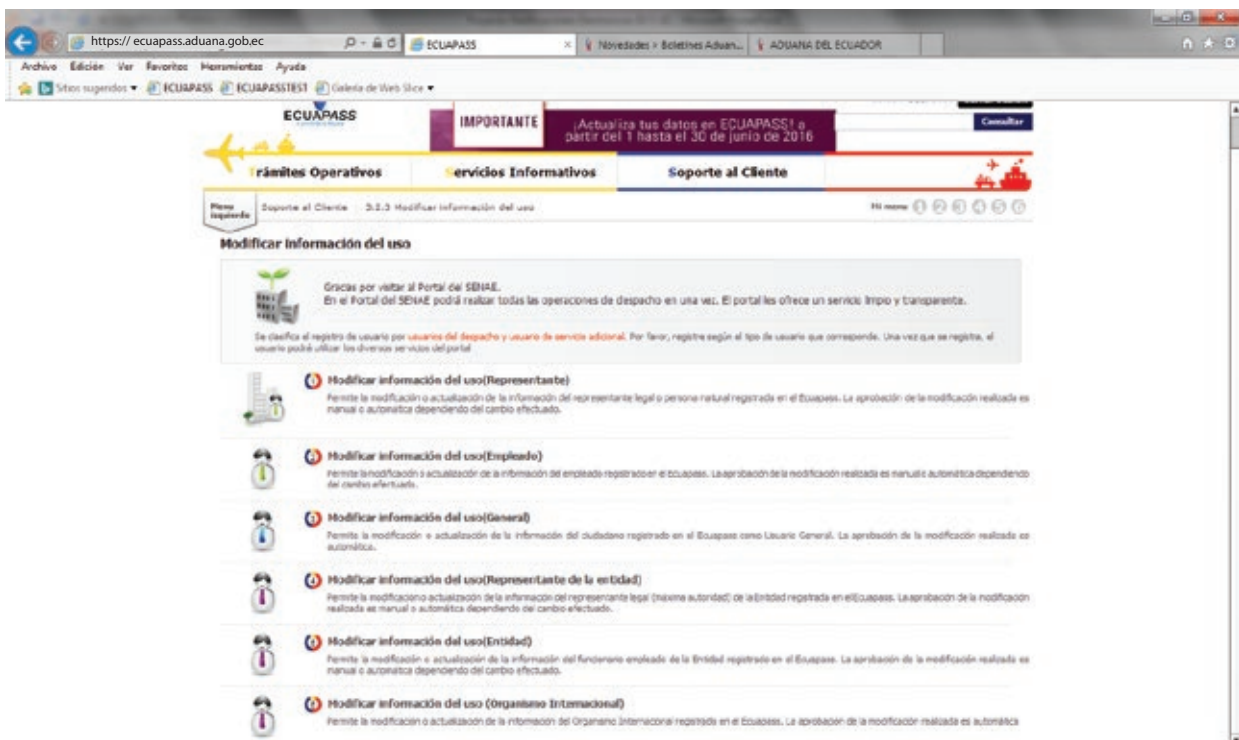 https:// ecuapass.aduana.gob.ec
ECUAPASS
Novedades > Boletines Aduan...
ADUANA DEL ECUADOR
Archivo Edición Ver Favoritos Herramientas Ayuda
Sitios sugeridos ECUAPASS ECUAPASSTEST Galería de Web Slice
ECUAPASS
IMPORTANTE
¡Actualiza tus datos en ECUAPASS! a
partir del 1 hasta el 30 de junio de 2016
Consultar
Trámites Operativos
Servicios Informativos
Soporte al Cliente
Menu
izquierdo
Soporte al Cliente 3.2.3 Modificar información del uso
Mi menu 1 2 3 4 5
Modificar información del uso
Gracias por visitar al Portal del SENAE.
En el Portal del SENAE podrá realizar todas las operaciones de despacho en una vez. El portal les ofrece un servicio limpio y transparente.
Se clasifica el registro de usuario por usuarios del despacho y usuario de servicio adicional. Por favor, registre según el tipo de usuario que corresponde. Una vez que se registra, el
usuario podrá utilizar los diversos servicios del portal
1 Modificar información del uso(Representante)
Permite la modificación o actualización de la información del representante legal o persona natural registrada en el Ecuapass. La aprobación de la modificación realizada es
manual o automática dependiendo del cambio efectuado.
2 Modificar información del uso(Empleado)
Permite la modificación o actualización de la información del empleado registrado en el Ecuapass. La aprobación de la modificación realizada es manual o automática dependiendo
del cambio efectuado.
3 Modificar información del uso(General)
Permite la modificación o actualización de la información del ciudadano registrado en el Ecuapass como Usuario General. La aprobación de la modificación realizada es
automática.
4 Modificar información del uso(Representante de la entidad)
Permite la modificación o actualización de la información del representante legal (máxima autoridad) de la Entidad registrada en el Ecuapass. La aprobación de la modificación
realizada es manual o automática dependiendo del cambio efectuado.
Modificar información del uso(Entidad)
Permite la modificación o actualización de la información del funcionario empleado de la Entidad registrado en el Ecuapass. La aprobación de la modificación realizada es
manual o automática dependiendo del cambio efectuado.
Modificar información del uso (Organismo Internacional)
Permite la modificación o actualización de la información del Organismo Internacional registrada en el Ecuapass. La aprobación de la modificación realizada es automática